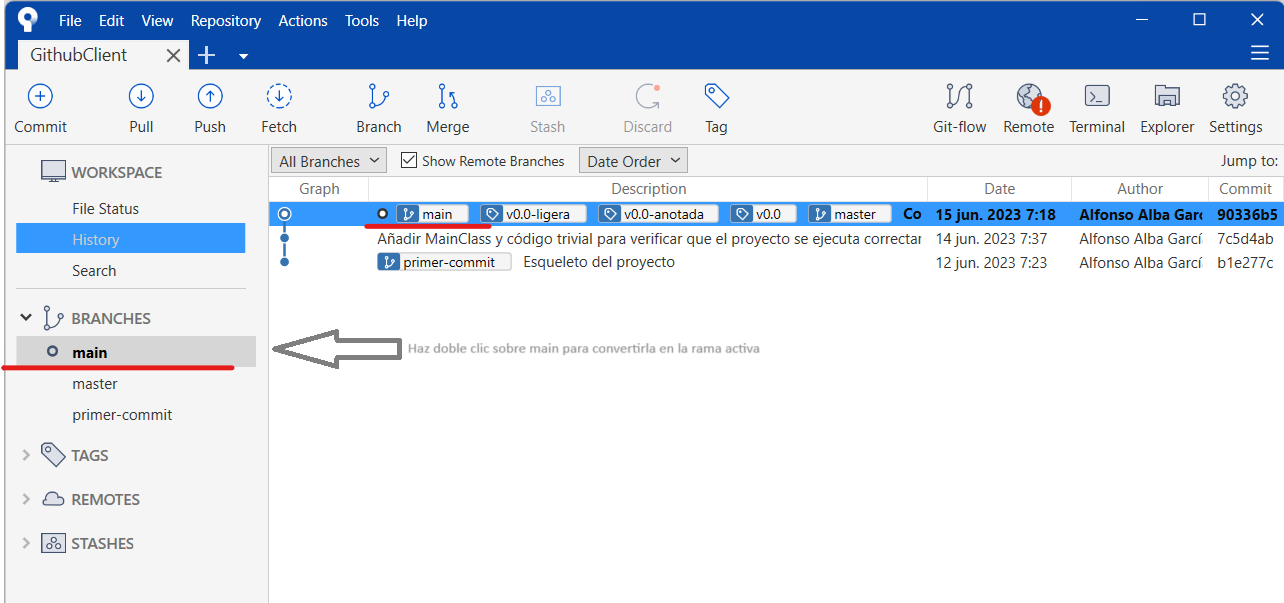 File Edit View Repository Actions Tools Help
GithubClient
Commit Pull Push Fetch Branch Merge Stash Discard Tag Git-flow Remote Terminal Explorer Settings
WORKSPACE
File Status
History
Search
BRANCHES
main
master
primer-commit
TAGS
REMOTES
STASHES
All Branches Show Remote Branches Date Order Jump to:
Graph Description Date Author Commit
main v0.0-ligera v0.0-anotada v0.0 master Co 15 jun. 2023 7:18 Alfonso Alba Garc 90336b5
Añadir MainClass y código trivial para verificar que el proyecto se ejecuta correctar 14 jun. 2023 7:37 Alfonso Alba Garcí 7c5d4ab
primer-commit Esqueleto del proyecto 12 jun. 2023 7:23 Alfonso Alba Garcí b1e277c
Haz doble clic sobre main para convertirla en la rama activa